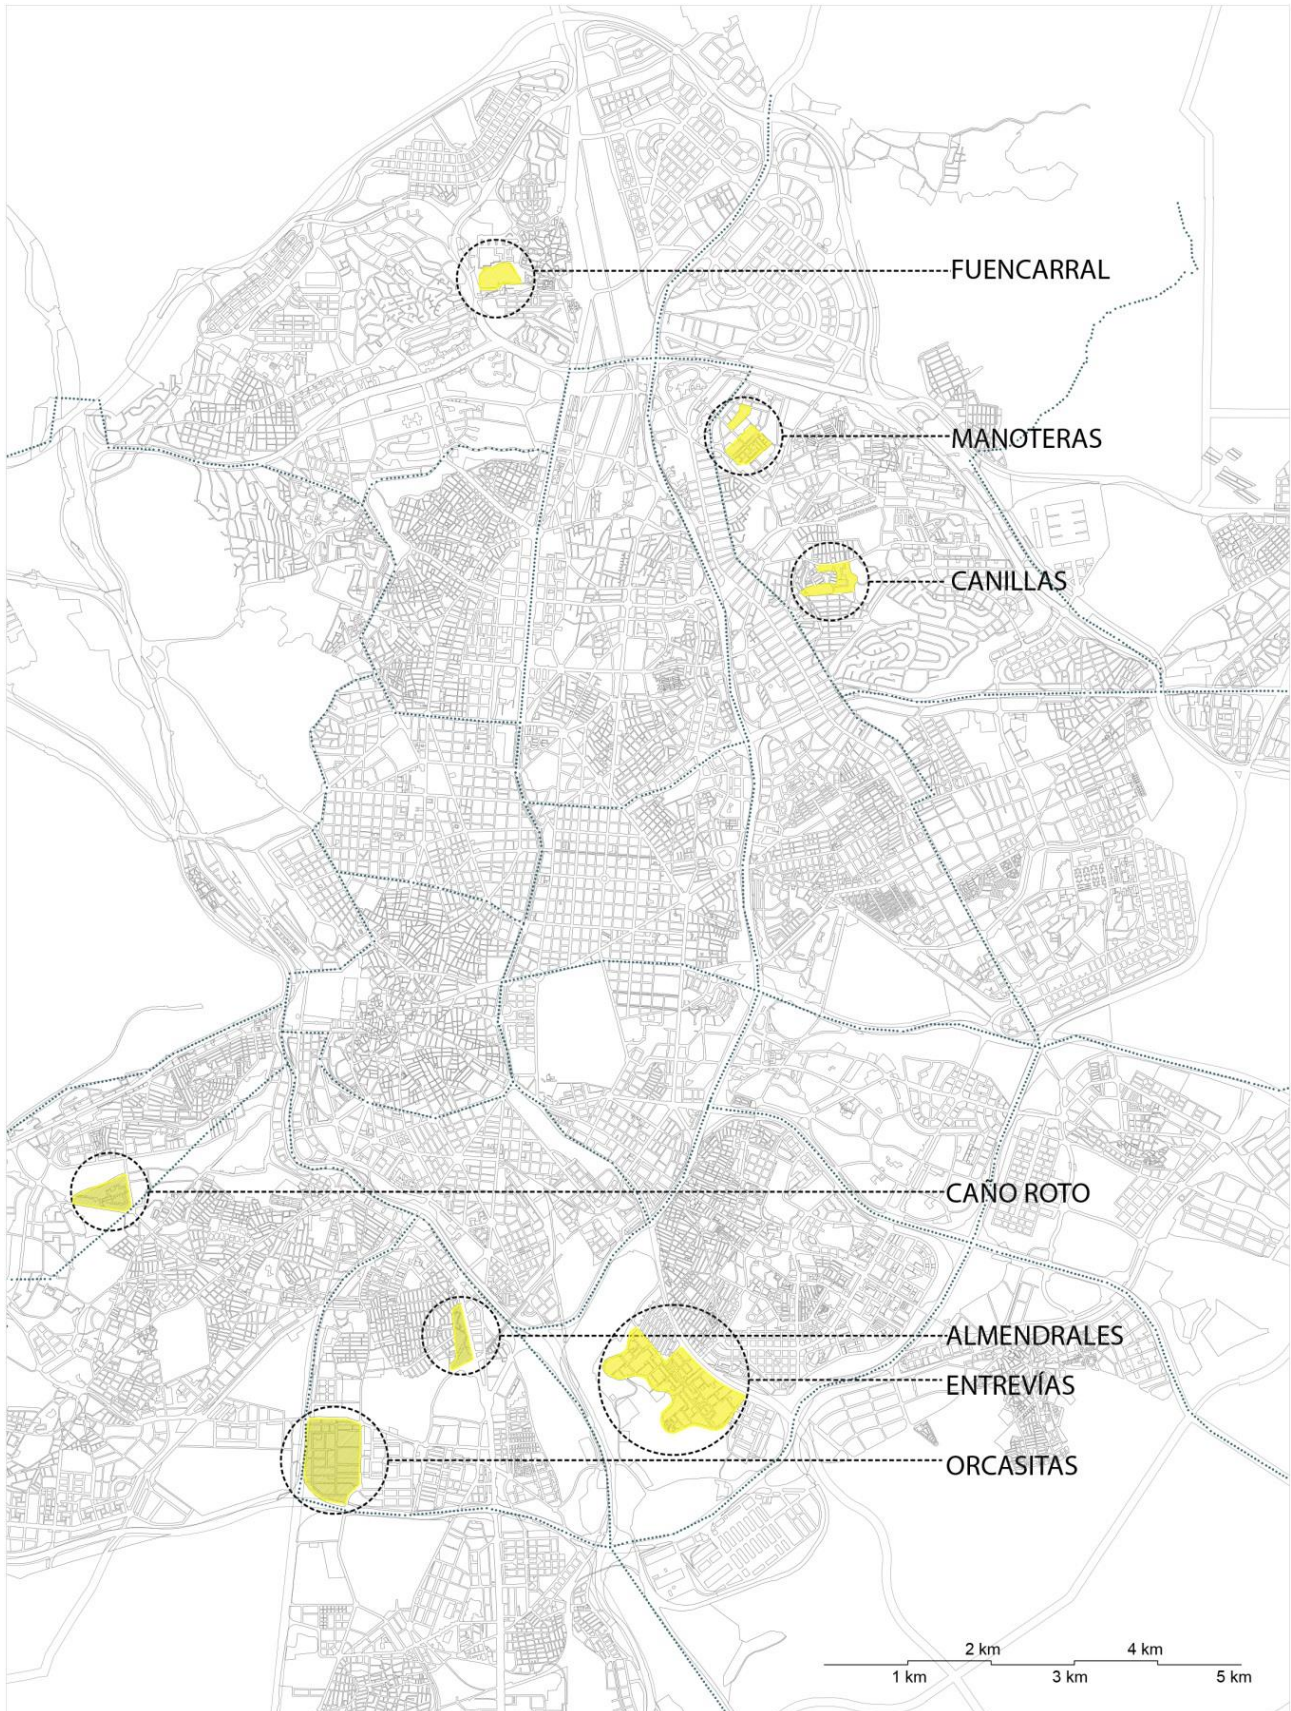 FUENCARRAL
MANOTERAS
CANILLAS
CAÑO ROTO
ALMENDRALES
ENTREVÍAS
ORCASITAS
2 km 4 km
1 km 3 km 5 km